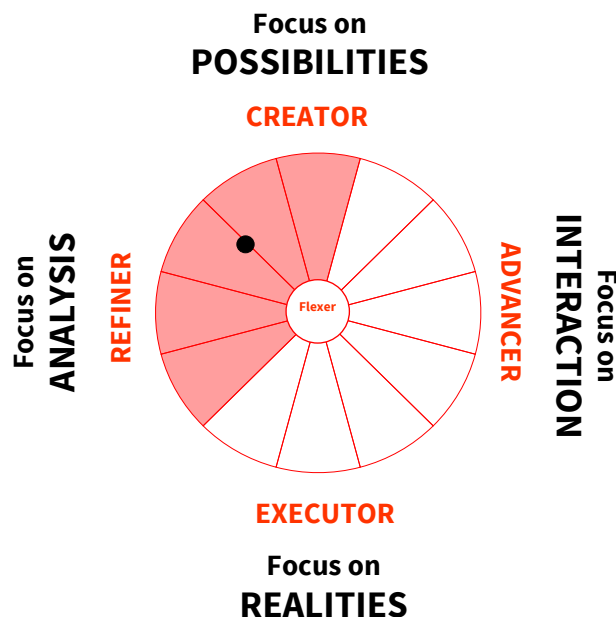 Focus on
POSSIBILITIES
CREATOR
Focus on
ANALYSIS
REFINER
Flexer
ADVANCER
INTERACTION
Focus on
EXECUTOR
Focus on
REALITIES